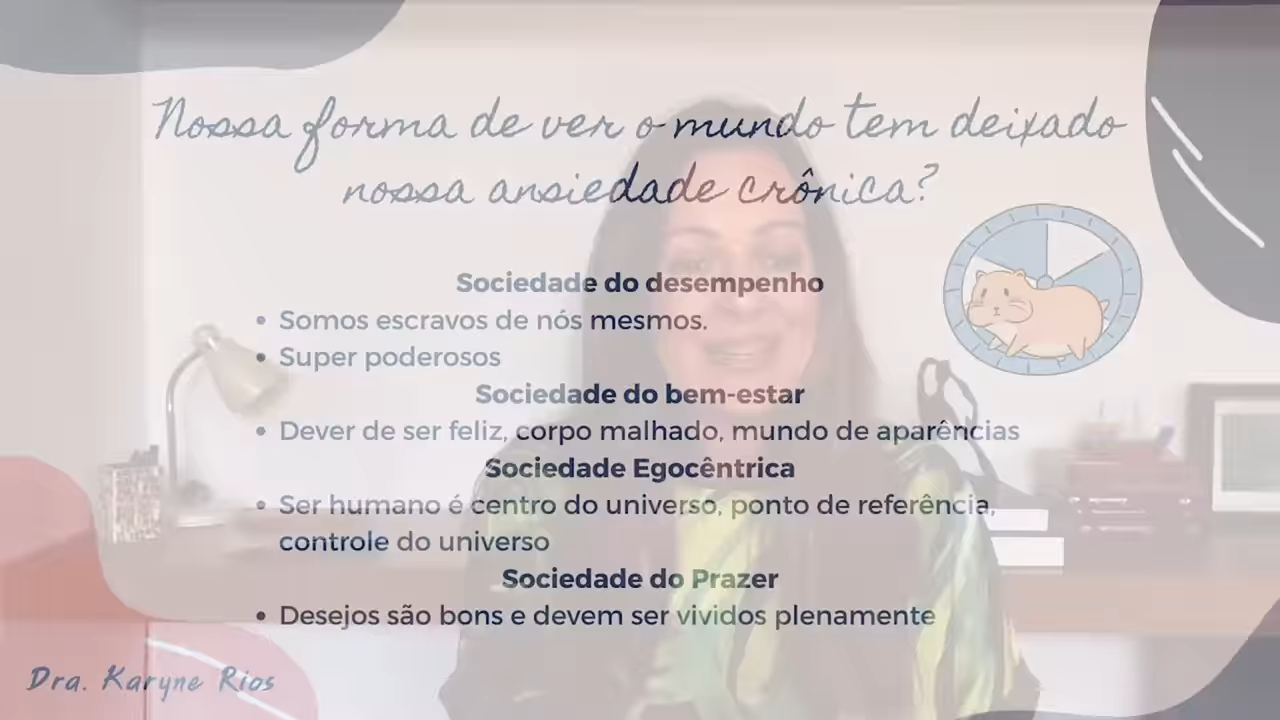 Nossa forma de ver o mundo tem deixado
nossa ansiedade crônica?
Sociedade do desempenho
• Somos escravos de nós mesmos.
• Super poderosos
Sociedade do bem-estar
• Dever de ser feliz, corpo malhado, mundo de aparências
Sociedade Egocêntrica
• Ser humano é centro do universo, ponto de referência,
controle do universo
Sociedade do Prazer
• Desejos são bons e devem ser vividos plenamente
Dra. Karyne Rios